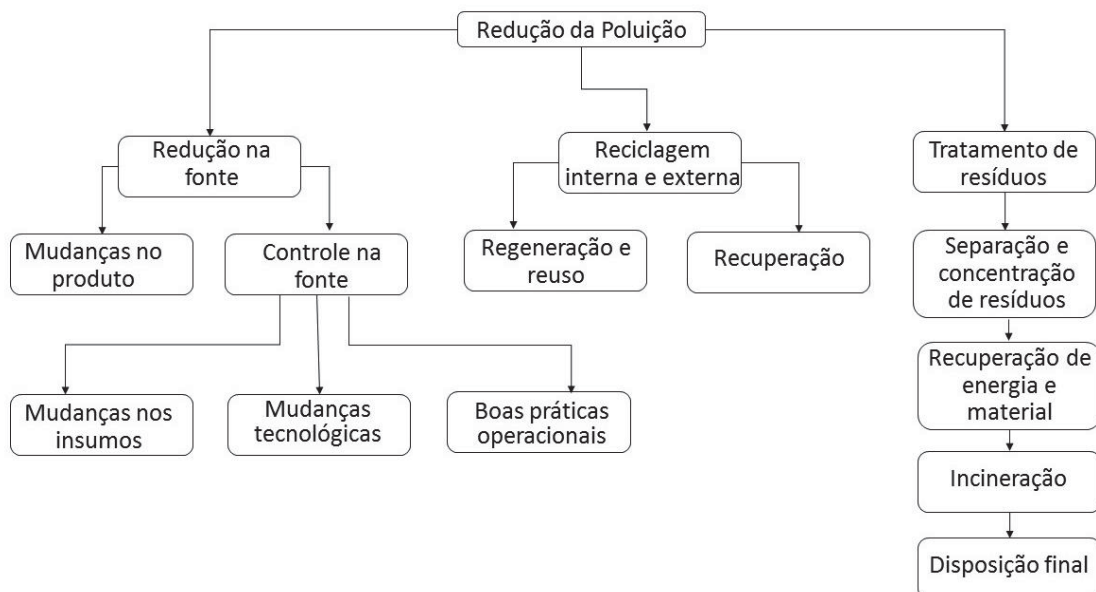 Redução da Poluição
Redução na
fonte
Reciclagem
interna e externa
Tratamento de
resíduos
Mudanças no
produto
Controle na
fonte
Regeneração e
reuso
Recuperação
Separação e
concentração
de resíduos
Recuperação de
energia e
material
Mudanças nos
insumos
Mudanças
tecnológicas
Boas práticas
operacionais
Incineração
Disposição final